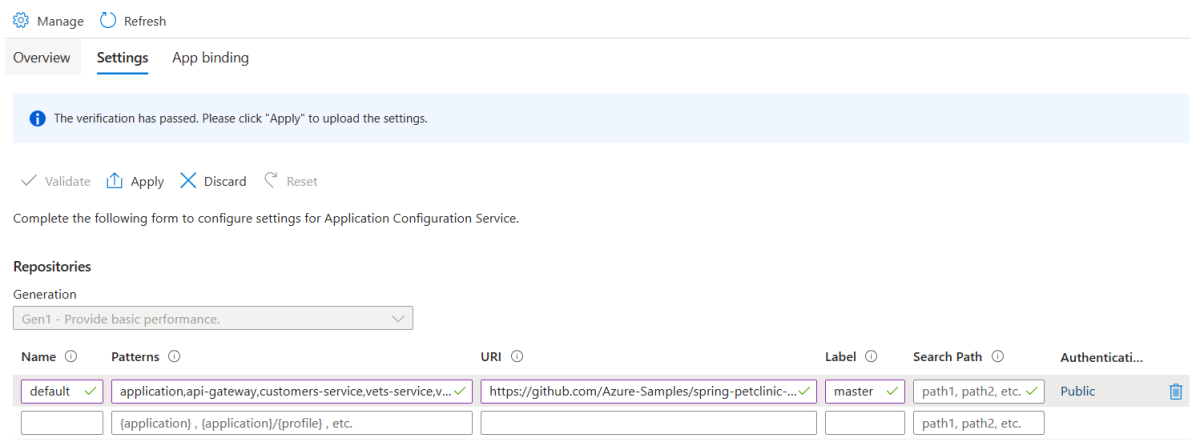 Manage Refresh
Overview Settings App binding
The verification has passed. Please click "Apply" to upload the settings.
Validate Apply Discard Reset
Complete the following form to configure settings for Application Configuration Service.
Repositories
Generation
Gen1 - Provide basic performance.
Name Patterns URI Label Search Path Authenticati...
default application,api-gateway,customers-service,vets-service,v... https://github.com/Azure-Samples/spring-petclinic-... master path1, path2, etc. Public
{application} , {application}/{profile} , etc. path1, path2, etc.